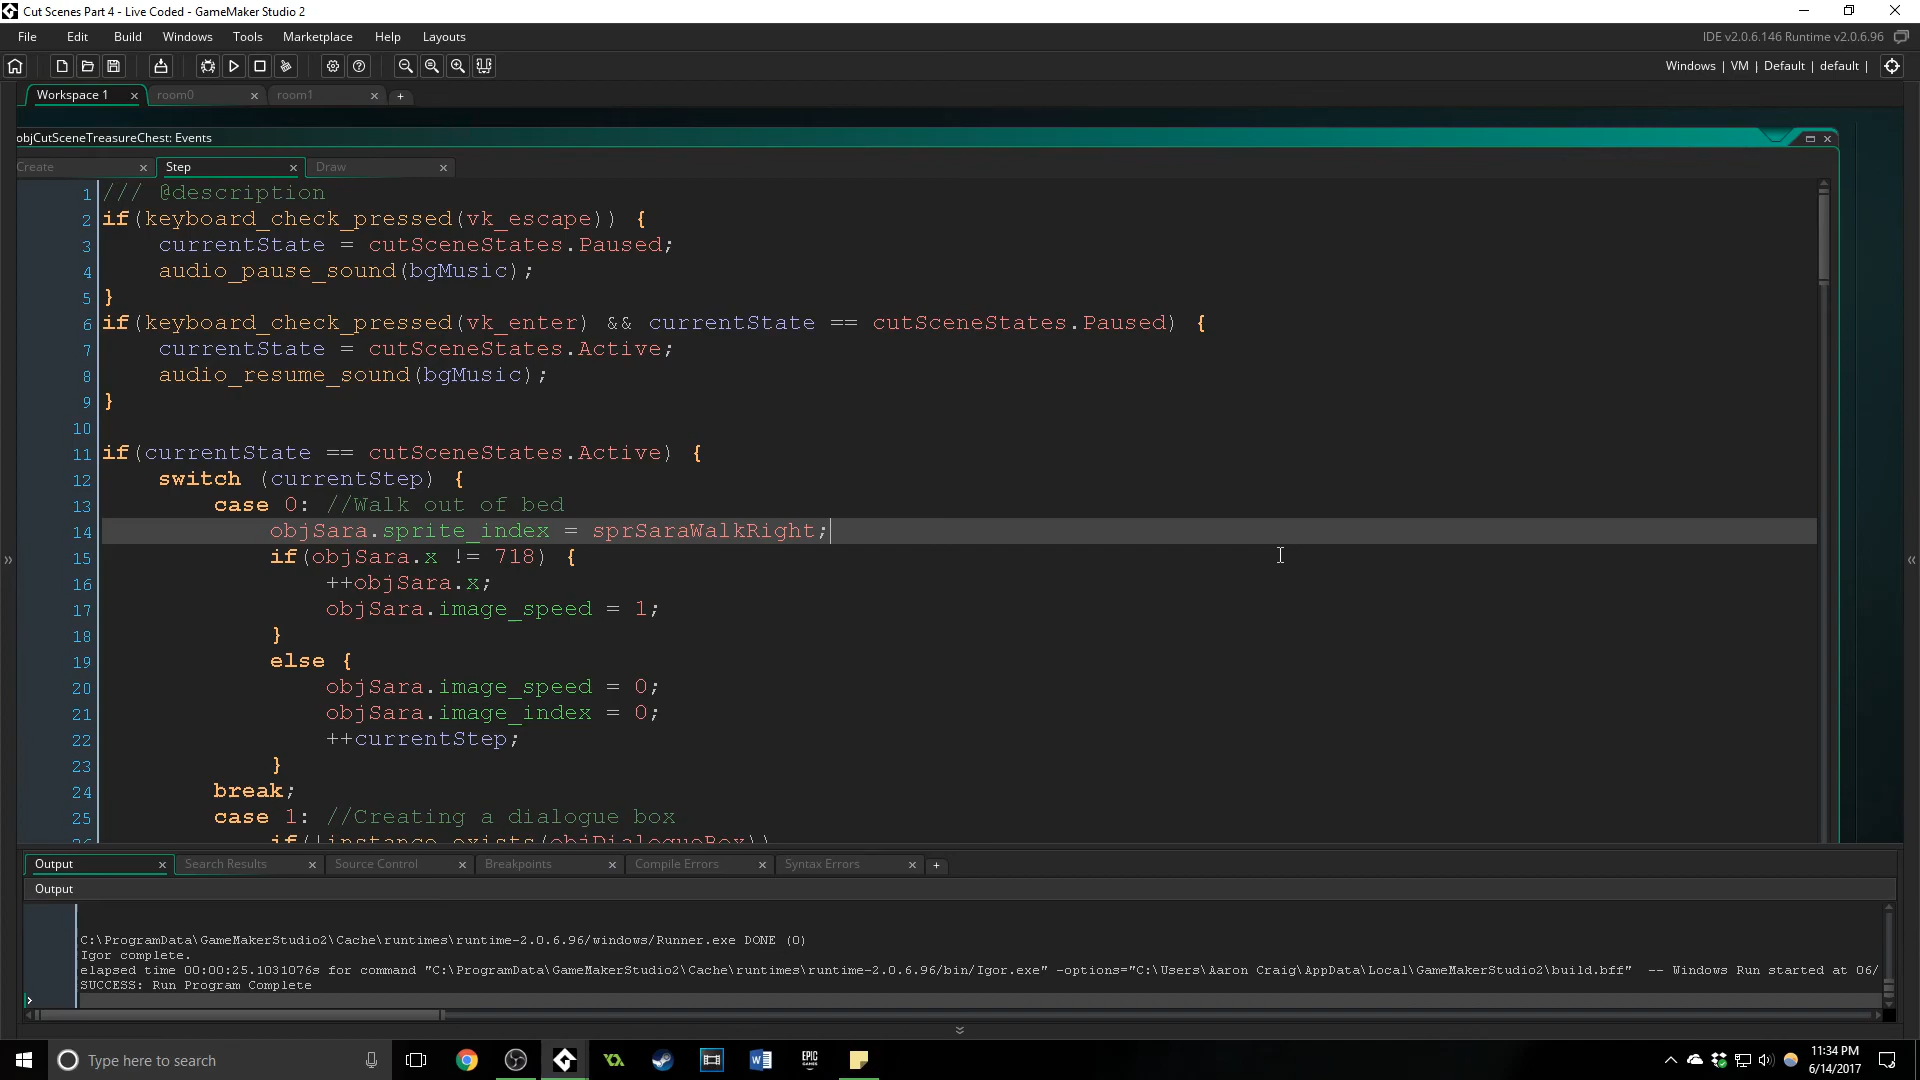 Cut Scenes Part 4 - Live Coded - GameMaker Studio 2
File Edit Build Windows Tools Marketplace Help Layouts
IDE v2.0.6.146 Runtime v2.0.6.96
Windows | VM | Default | default |
Workspace 1 room0 room1
objCutSceneTreasureChest: Events
Create Step Draw
1 /// @description
2 if(keyboard_check_pressed(vk_escape)) {
3 currentState = cutSceneStates.Paused;
4 audio_pause_sound(bgMusic);
5 }
6 if(keyboard_check_pressed(vk_enter) && currentState == cutSceneStates.Paused) {
7 currentState = cutSceneStates.Active;
8 audio_resume_sound(bgMusic);
9 }
10
11 if(currentState == cutSceneStates.Active) {
12 switch (currentStep) {
13 case 0: //Walk out of bed
14 objSara.sprite_index = sprSaraWalkRight;
15 if(objSara.x != 718) {
16 ++objSara.x;
17 objSara.image_speed = 1;
18 }
19 else {
20 objSara.image_speed = 0;
21 objSara.image_index = 0;
22 ++currentStep;
23 }
24 break;
25 case 1: //Creating a dialogue box
26 if(!instance_exists(objDialogueBox))
Output Search Results Source Control Breakpoints Compile Errors Syntax Errors
Output
C:\ProgramData\GameMakerStudio2\Cache\runtimes\runtime-2.0.6.96/windows/Runner.exe DONE (0)
Igor complete.
elapsed time 00:00:25.1031076s for command "C:\ProgramData\GameMakerStudio2\Cache\runtimes\runtime-2.0.6.96/bin/Igor.exe" -options="C:\Users\Aaron Craig\AppData\Local\GameMakerStudio2\build.bff" -- Windows Run started at 06/
SUCCESS: Run Program Complete
Type here to search
EPIC GAMES
11:34 PM
6/14/2017